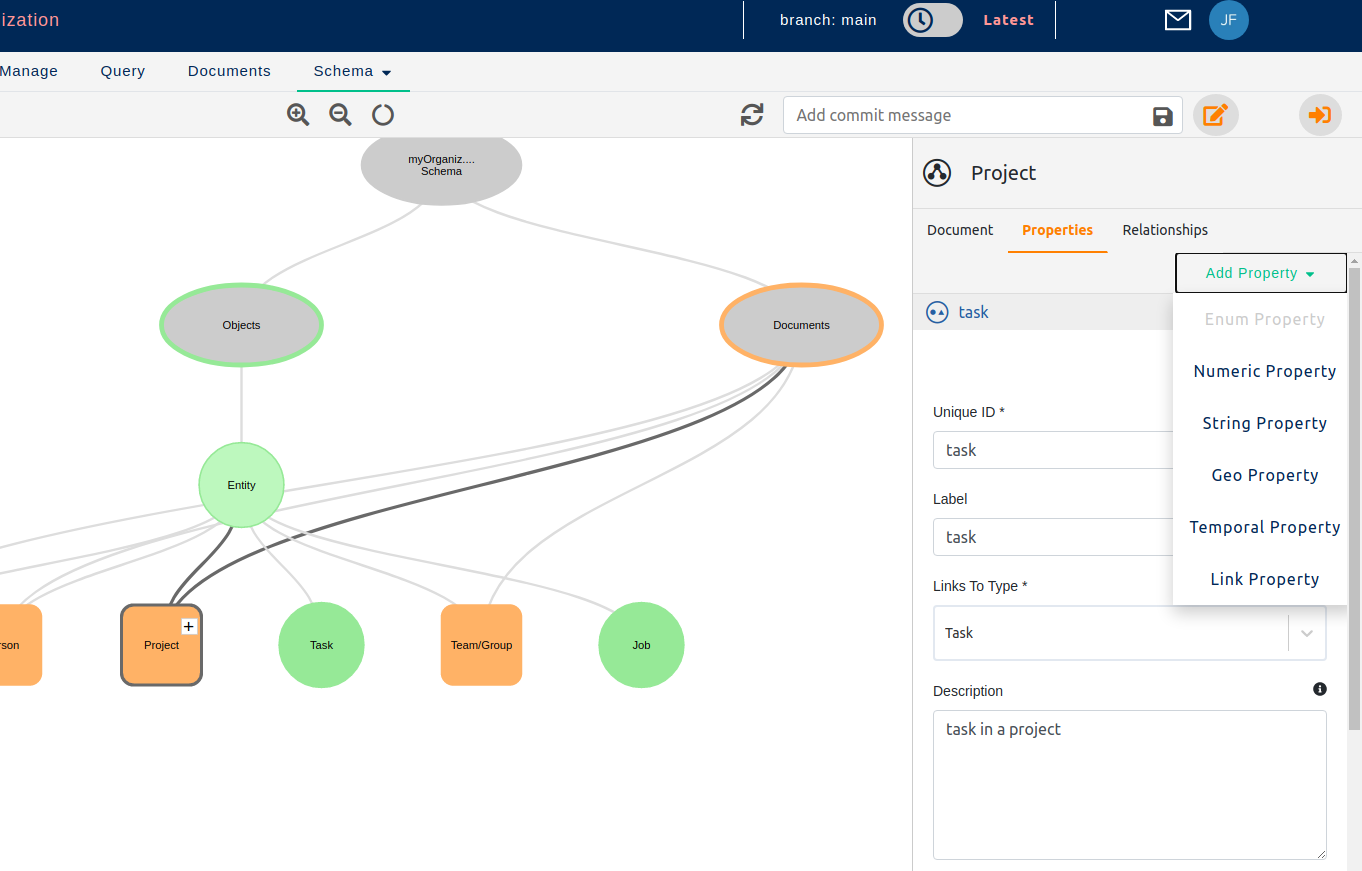 ization
branch: main
Latest
JF
Manage
Query
Documents
Schema
Add commit message
myOrganiz....
Schema
Objects
Documents
Entity
rson
Project
+
Task
Team/Group
Job
Project
Document
Properties
Relationships
Add Property
task
Enum Property
Numeric Property
String Property
Geo Property
Temporal Property
Link Property
Unique ID *
task
Label
task
Links To Type *
Task
Description
task in a project